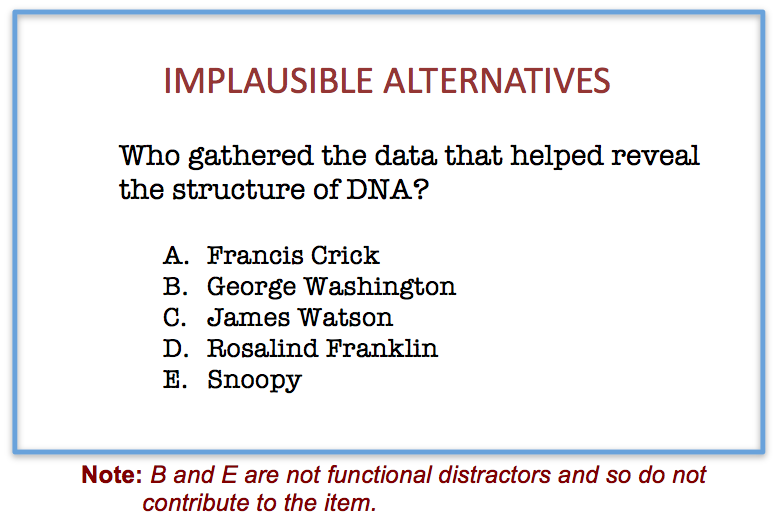 IMPLAUSIBLE ALTERNATIVES
Who gathered the data that helped reveal
the structure of DNA?
A. Francis Crick
B. George Washington
C. James Watson
D. Rosalind Franklin
E. Snoopy
Note: B and E are not functional distractors and so do not
contribute to the item.